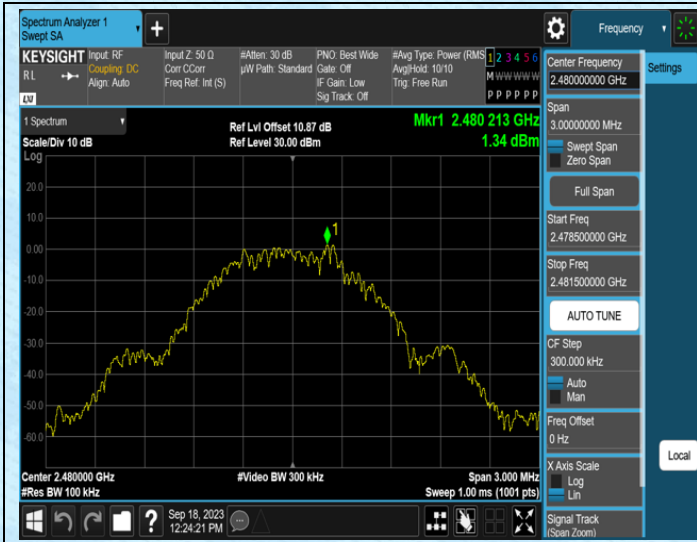 Spectrum Analyzer 1
Swept SA
Frequency
KEYSIGHT
Input: RF
Input Z: 50 Ω
#Atten: 30 dB
PNO: Best Wide
#Avg Type: Power (RMS
1 2 3 4 5 6
RL
Coupling: DC
Corr CCorr
µW Path: Standard
Gate: Off
Avg|Hold: 10/10
M W W W W W
Align: Auto
Freq Ref: Int (S)
IF Gain: Low
Trig: Free Run
Sig Track: Off
P P P P P P
LXI
1 Spectrum
Ref Lvl Offset 10.87 dB
Mkr1 2.480 213 GHz
Scale/Div 10 dB
Ref Level 30.00 dBm
1.34 dBm
Log
20.0
10.0
0.00
-10.0
-20.0
-30.0
-40.0
-50.0
-60.0
1
Center 2.480000 GHz
#Video BW 300 kHz
Span 3.000 MHz
#Res BW 100 kHz
Sweep 1.00 ms (1001 pts)
Sep 18, 2023
12:24:21 PM
Center Frequency
2.480000000 GHz
Settings
Span
3.00000000 MHz
Swept Span
Zero Span
Full Span
Start Freq
2.478500000 GHz
Stop Freq
2.481500000 GHz
AUTO TUNE
CF Step
300.000 kHz
Auto
Man
Freq Offset
0 Hz
Local
X Axis Scale
Log
Lin
Signal Track
(Span Zoom)